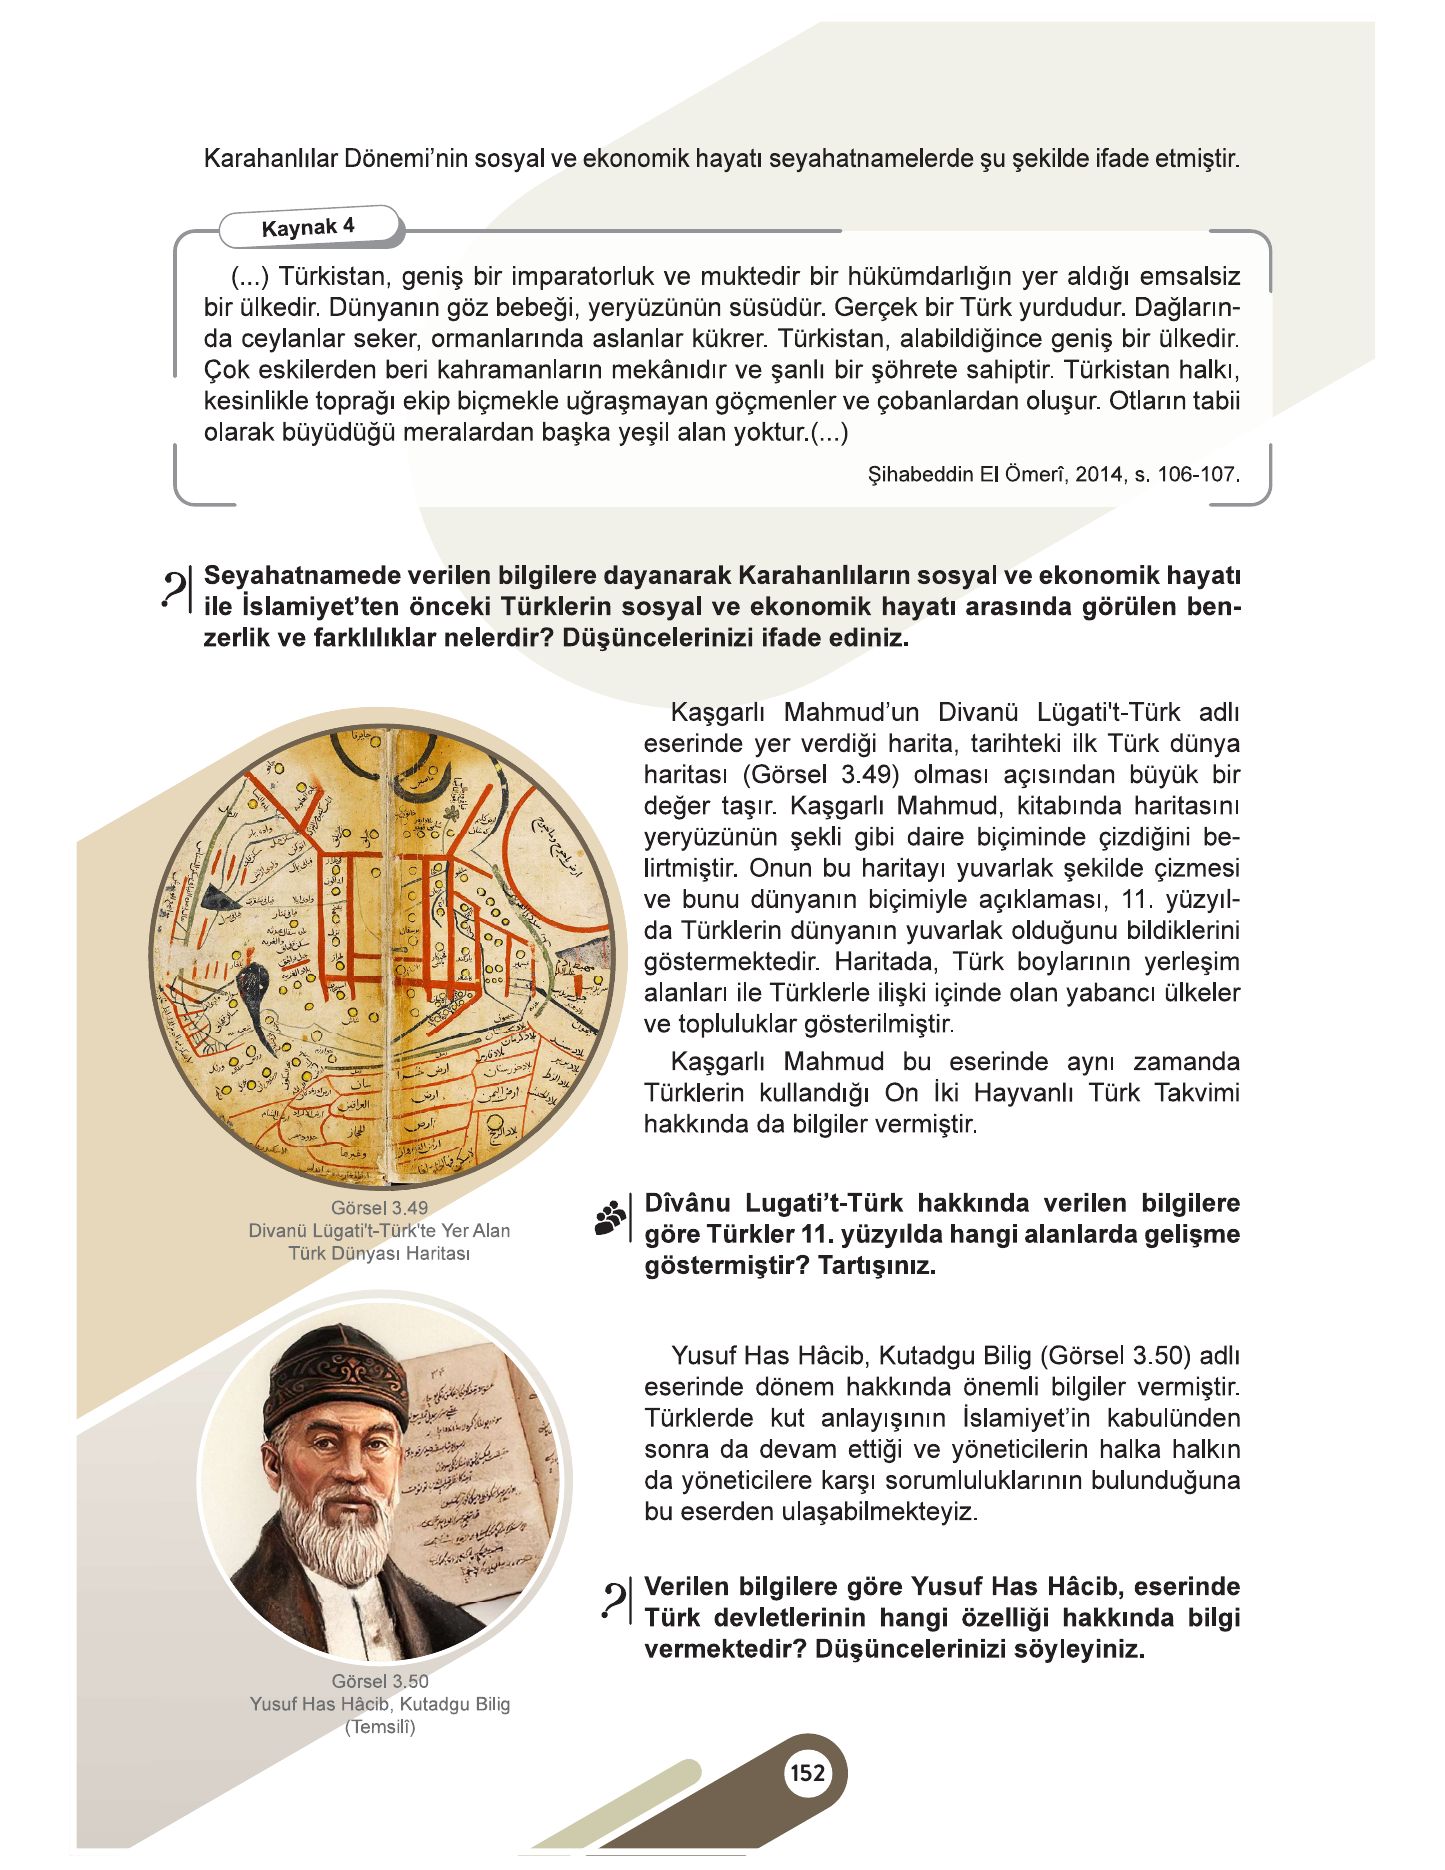 Karahanlılar Dönemi’nin sosyal ve ekonomik hayatı seyahatnamelerde şu şekilde ifade etmiştir.
Kaynak 4
(...) Türkistan, geniş bir imparatorluk ve muktedir bir hükümdarlığın yer aldığı emsalsiz
bir ülkedir. Dünyanın göz bebeği, yeryüzünün süsüdür. Gerçek bir Türk yurdudur. Dağların-
da ceylanlar seker, ormanlarında aslanlar kükrer. Türkistan, alabildiğince geniş bir ülkedir.
Çok eskilerden beri kahramanların mekânıdır ve şanlı bir şöhrete sahiptir. Türkistan halkı,
kesinlikle toprağı ekip biçmekle uğraşmayan göçmenler ve çobanlardan oluşur. Otların tabii
olarak büyüdüğü meralardan başka yeşil alan yoktur.(...)
Şihabeddin El Ömerî, 2014, s. 106-107.
Seyahatnamede verilen bilgilere dayanarak Karahanlıların sosyal ve ekonomik hayatı
ile İslamiyet’ten önceki Türklerin sosyal ve ekonomik hayatı arasında görülen ben-
zerlik ve farklılıklar nelerdir? Düşüncelerinizi ifade ediniz.
Kaşgarlı Mahmud’un Divanü Lügati't-Türk adlı
eserinde yer verdiği harita, tarihteki ilk Türk dünya
haritası (Görsel 3.49) olması açısından büyük bir
değer taşır. Kaşgarlı Mahmud, kitabında haritasını
yeryüzünün şekli gibi daire biçiminde çizdiğini be-
lirtmiştir. Onun bu haritayı yuvarlak şekilde çizmesi
ve bunu dünyanın biçimiyle açıklaması, 11. yüzyıl-
da Türklerin dünyanın yuvarlak olduğunu bildiklerini
göstermektedir. Haritada, Türk boylarının yerleşim
alanları ile Türklerle ilişki içinde olan yabancı ülkeler
ve topluluklar gösterilmiştir.
Kaşgarlı Mahmud bu eserinde aynı zamanda
Türklerin kullandığı On İki Hayvanlı Türk Takvimi
hakkında da bilgiler vermiştir.
Görsel 3.49
Divanü Lügati't-Türk'te Yer Alan
Türk Dünyası Haritası
Dîvânu Lugati’t-Türk hakkında verilen bilgilere
göre Türkler 11. yüzyılda hangi alanlarda gelişme
göstermiştir? Tartışınız.
Yusuf Has Hâcib, Kutadgu Bilig (Görsel 3.50) adlı
eserinde dönem hakkında önemli bilgiler vermiştir.
Türklerde kut anlayışının İslamiyet’in kabulünden
sonra da devam ettiği ve yöneticilerin halka halkın
da yöneticilere karşı sorumluluklarının bulunduğuna
bu eserden ulaşabilmekteyiz.
Verilen bilgilere göre Yusuf Has Hâcib, eserinde
Türk devletlerinin hangi özelliği hakkında bilgi
vermektedir? Düşüncelerinizi söyleyiniz.
Görsel 3.50
Yusuf Has Hâcib, Kutadgu Bilig
(Temsilî)
152